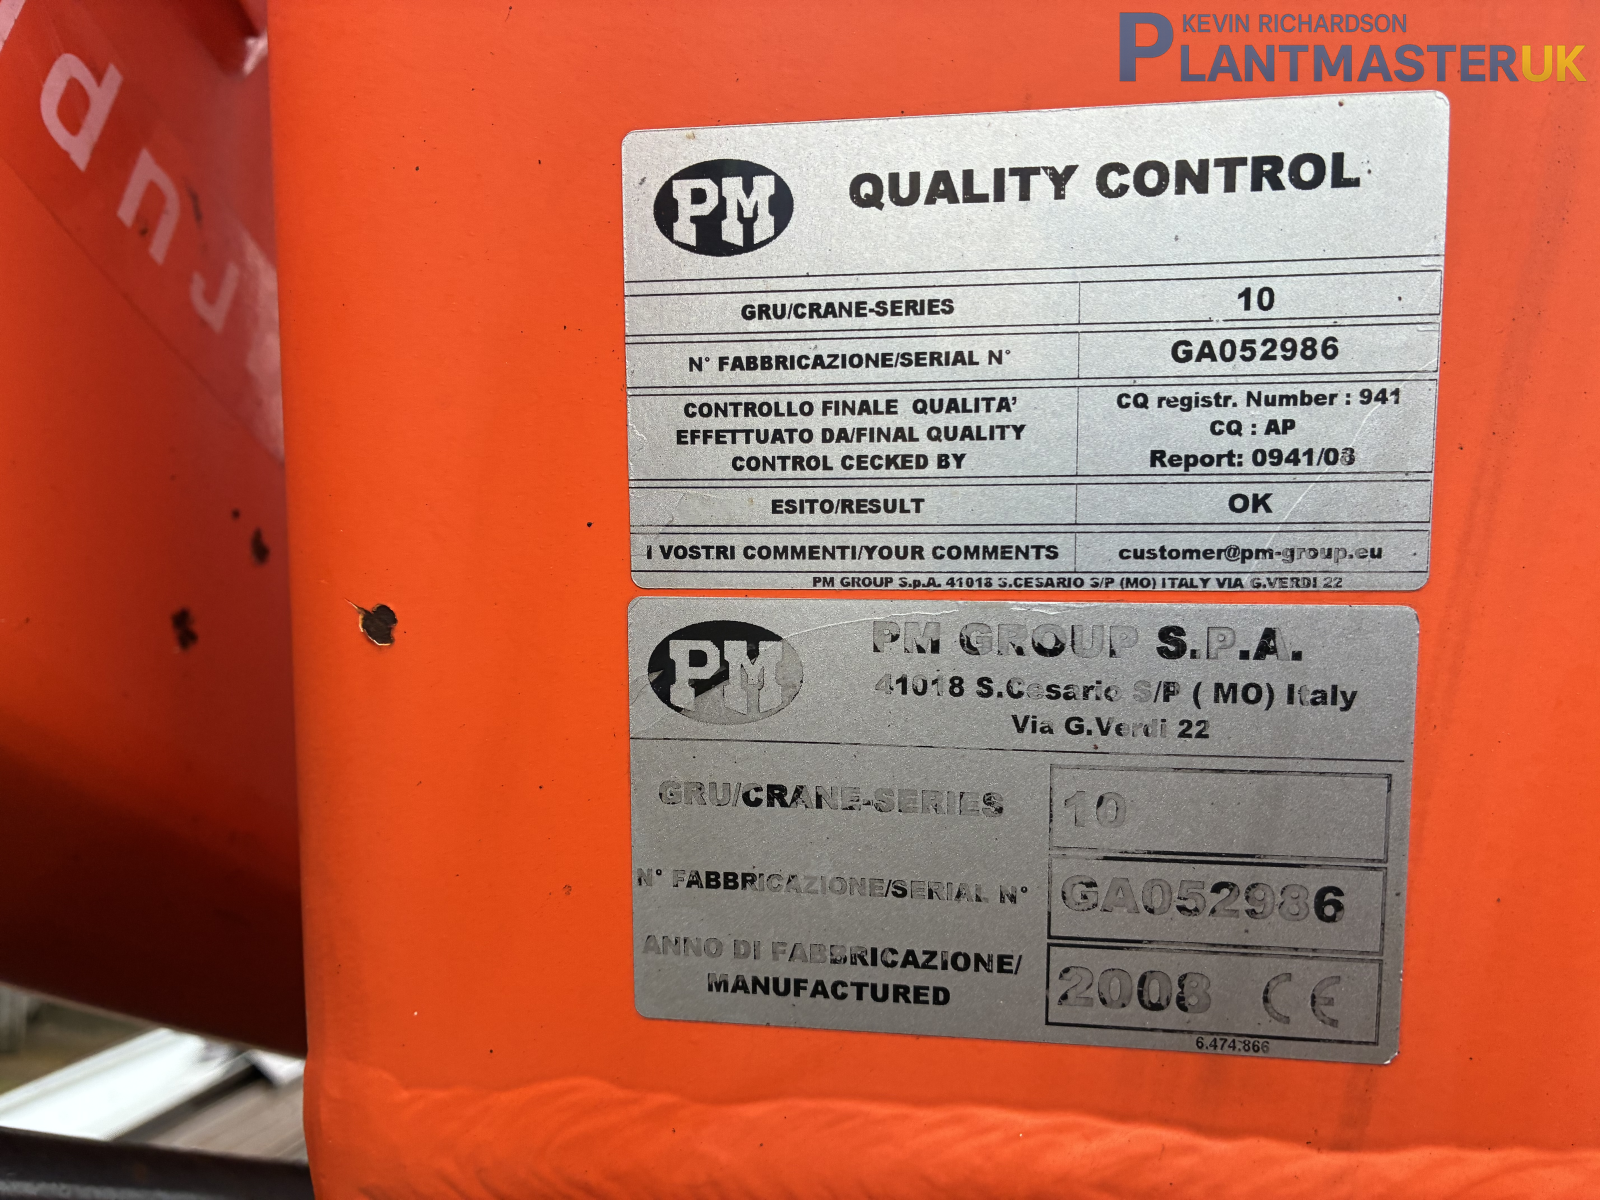 KEVIN RICHARDSON
PLANTMASTERUK
PM
QUALITY CONTROL
GRU/CRANE-SERIES 10
N° FABBRICAZIONE/SERIAL N° GA052986
CONTROLLO FINALE QUALITA'
EFFETTUATO DA/FINAL QUALITY
CONTROL CECKED BY
CQ registr. Number : 941
CQ : AP
Report: 0941/08
ESITO/RESULT OK
I VOSTRI COMMENTI/YOUR COMMENTS customer@pm-group.eu
PM GROUP S.p.A. 41018 S.CESARIO S/P (MO) ITALY VIA G.VERDI 22
PM
PM GROUP S.P.A.
41018 S.Cesario S/P ( MO) Italy
Via G.Verdi 22
GRU/CRANE-SERIES 10
N° FABBRICAZIONE/SERIAL N° GA052986
ANNO DI FABBRICAZIONE/
MANUFACTURED
2008 CE
6.474.866